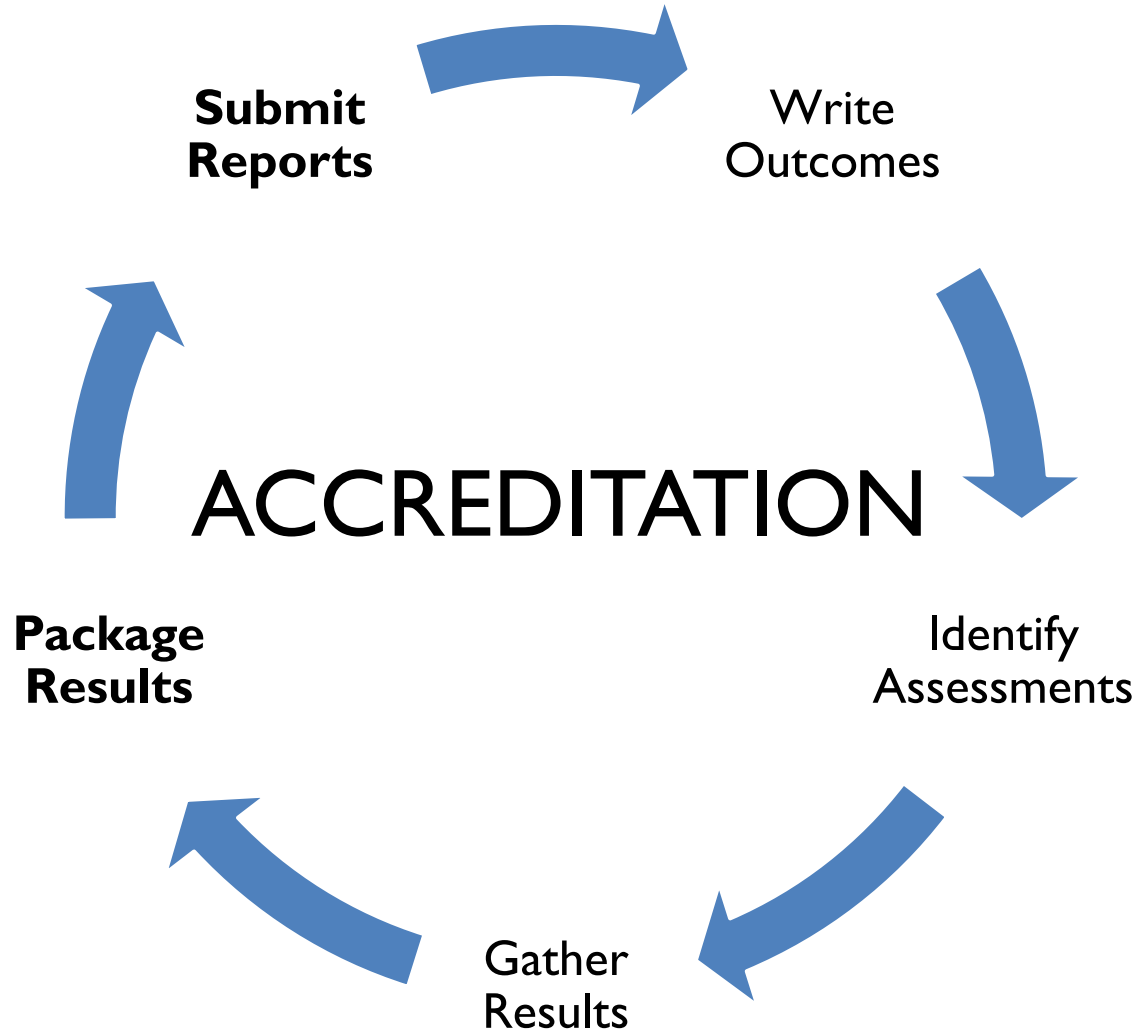 Submit
Reports
Write
Outcomes
ACCREDITATION
Package
Results
Identify
Assessments
Gather
Results